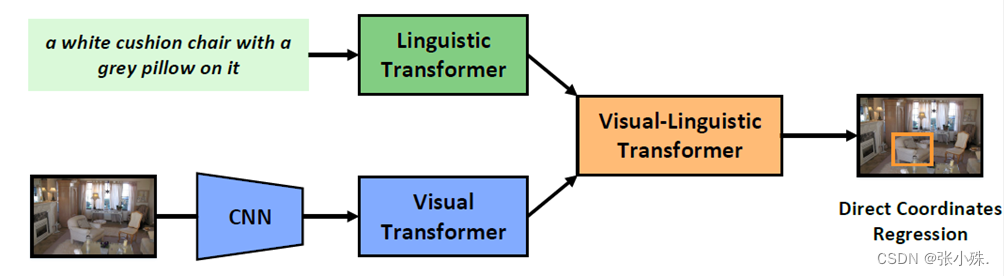 a white cushion chair with a
grey pillow on it
Linguistic
Transformer
Visual-Linguistic
Transformer
CNN
Visual
Transformer
Direct Coordinates
Regression
CSDN @张小殊.